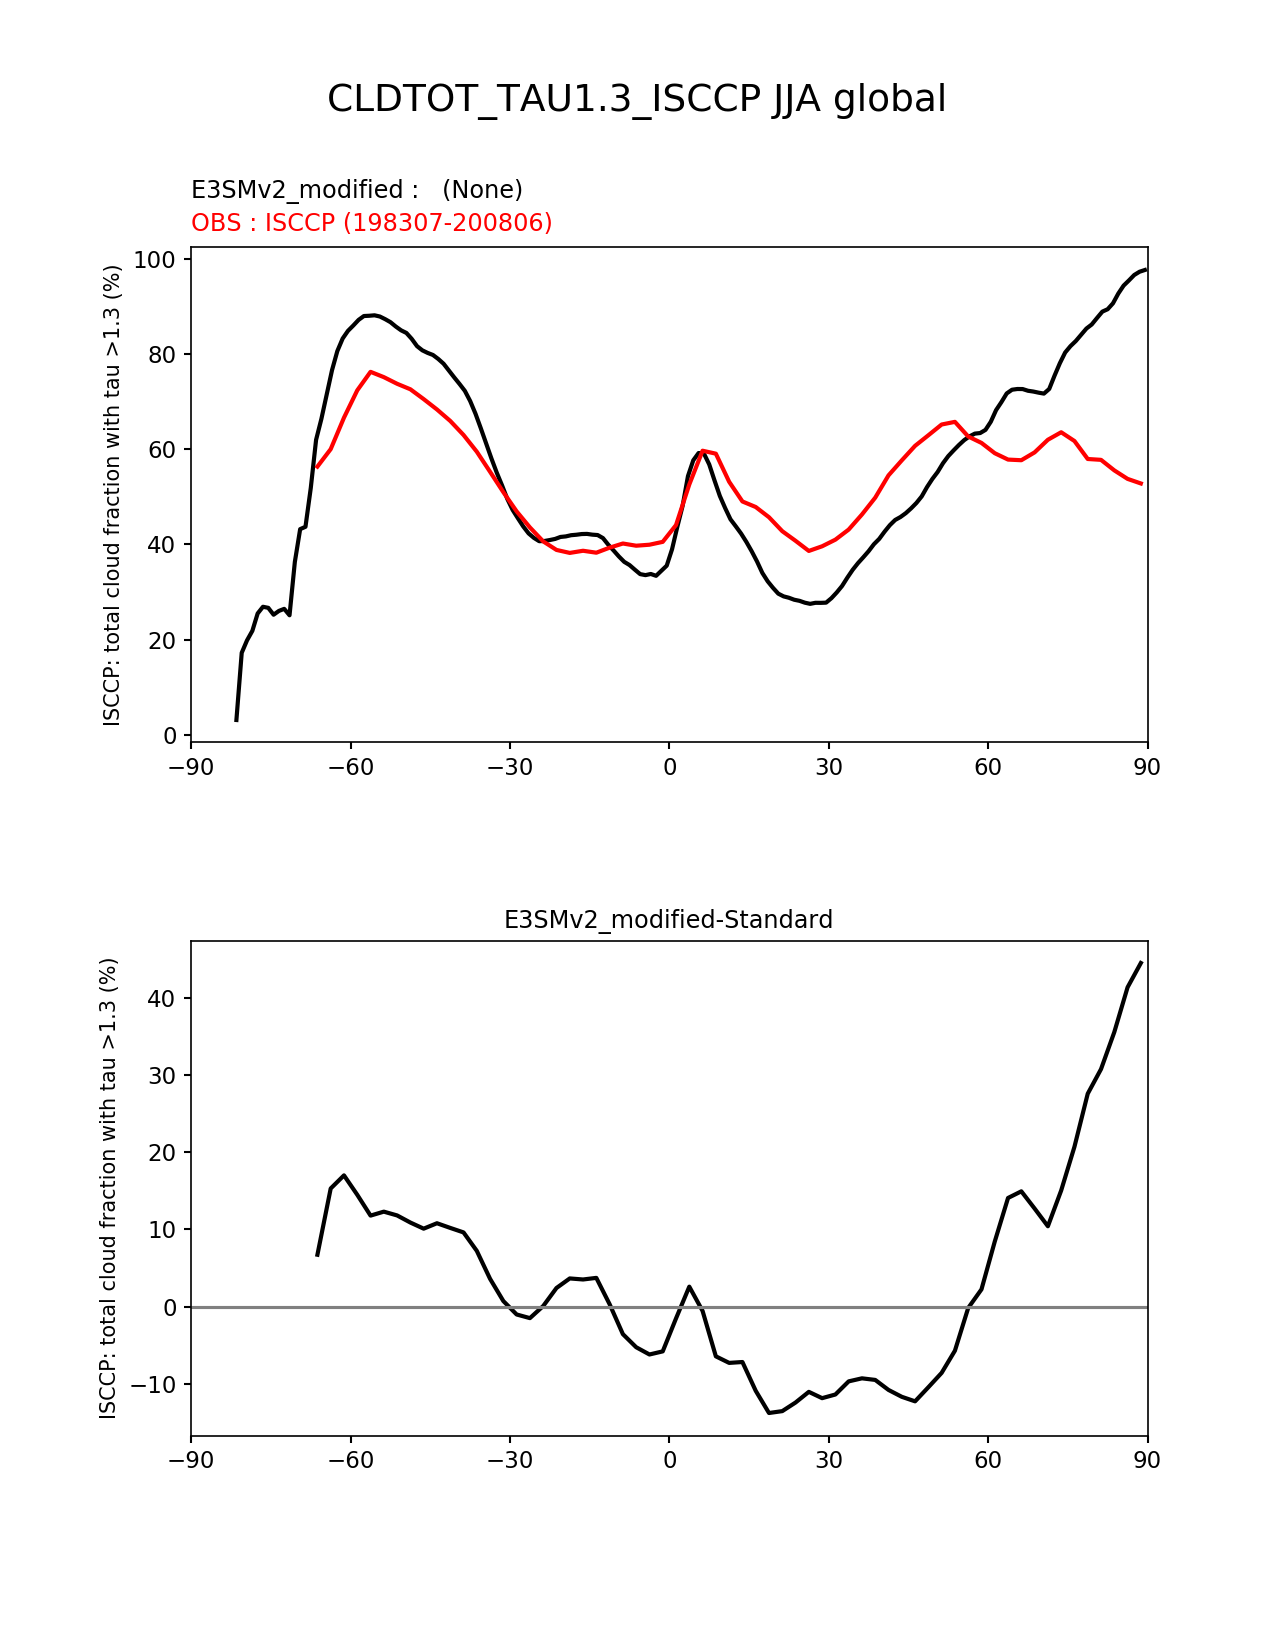 CLDTOT_TAU1.3_ISCCP JJA global
E3SMv2_modified :   (None)
OBS : ISCCP (198307-200806)
ISCCP: total cloud fraction with tau >1.3 (%)
100
80
60
40
20
0
−90 −60 −30 0 30 60 90
E3SMv2_modified-Standard
ISCCP: total cloud fraction with tau >1.3 (%)
40
30
20
10
0
−10
−90 −60 −30 0 30 60 90